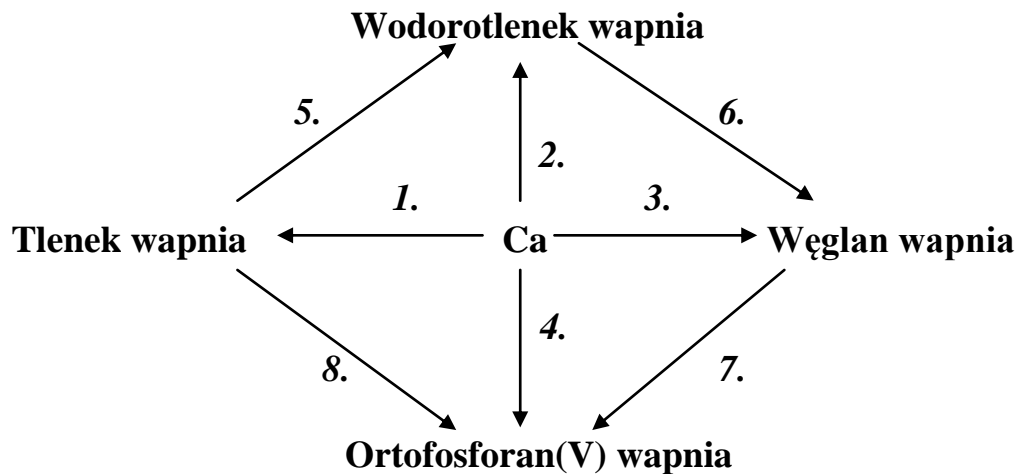 Wodorotlenek wapnia
5.
6.
2.
1.
3.
Tlenek wapnia
Ca
Węglan wapnia
4.
8.
7.
Ortofosforan(V) wapnia